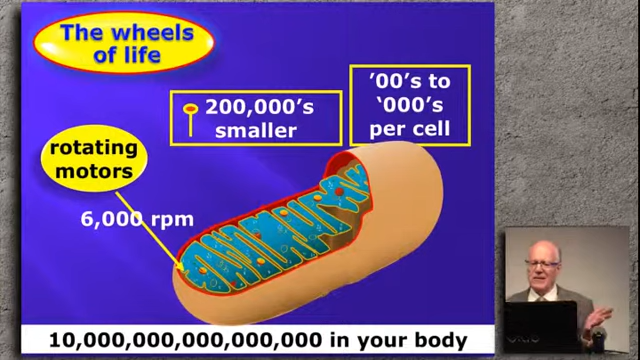 The wheels
of life
200,000's
smaller
'00's to
‘000's
per cell
rotating
motors
6,000 rpm
10,000,000,000,000,000 in your body